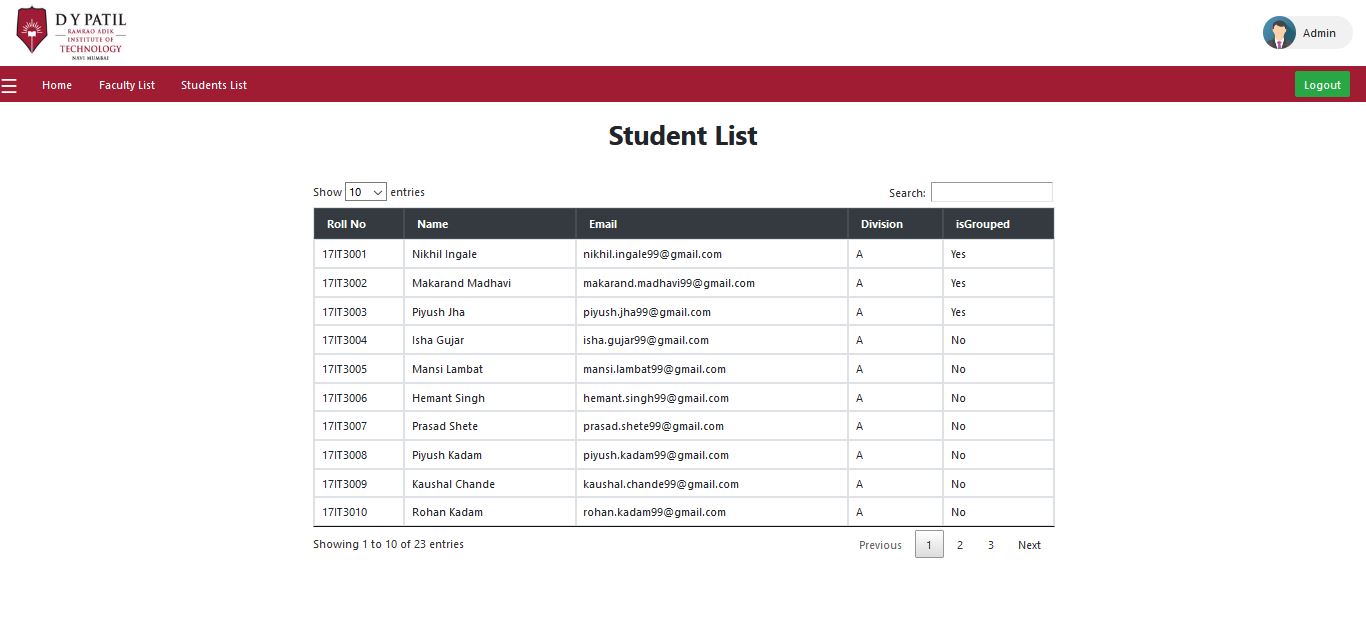 D Y PATIL
RAMRAO ADIK
INSTITUTE OF
TECHNOLOGY
NAVI MUMBAI
Admin
Home Faculty List Students List Logout
Student List
Show 10 entries Search:
Roll No Name Email Division isGrouped
17IT3001 Nikhil Ingale nikhil.ingale99@gmail.com A Yes
17IT3002 Makarand Madhavi makarand.madhavi99@gmail.com A Yes
17IT3003 Piyush Jha piyush.jha99@gmail.com A Yes
17IT3004 Isha Gujar isha.gujar99@gmail.com A No
17IT3005 Mansi Lambat mansi.lambat99@gmail.com A No
17IT3006 Hemant Singh hemant.singh99@gmail.com A No
17IT3007 Prasad Shete prasad.shete99@gmail.com A No
17IT3008 Piyush Kadam piyush.kadam99@gmail.com A No
17IT3009 Kaushal Chande kaushal.chande99@gmail.com A No
17IT3010 Rohan Kadam rohan.kadam99@gmail.com A No
Showing 1 to 10 of 23 entries Previous 1 2 3 Next